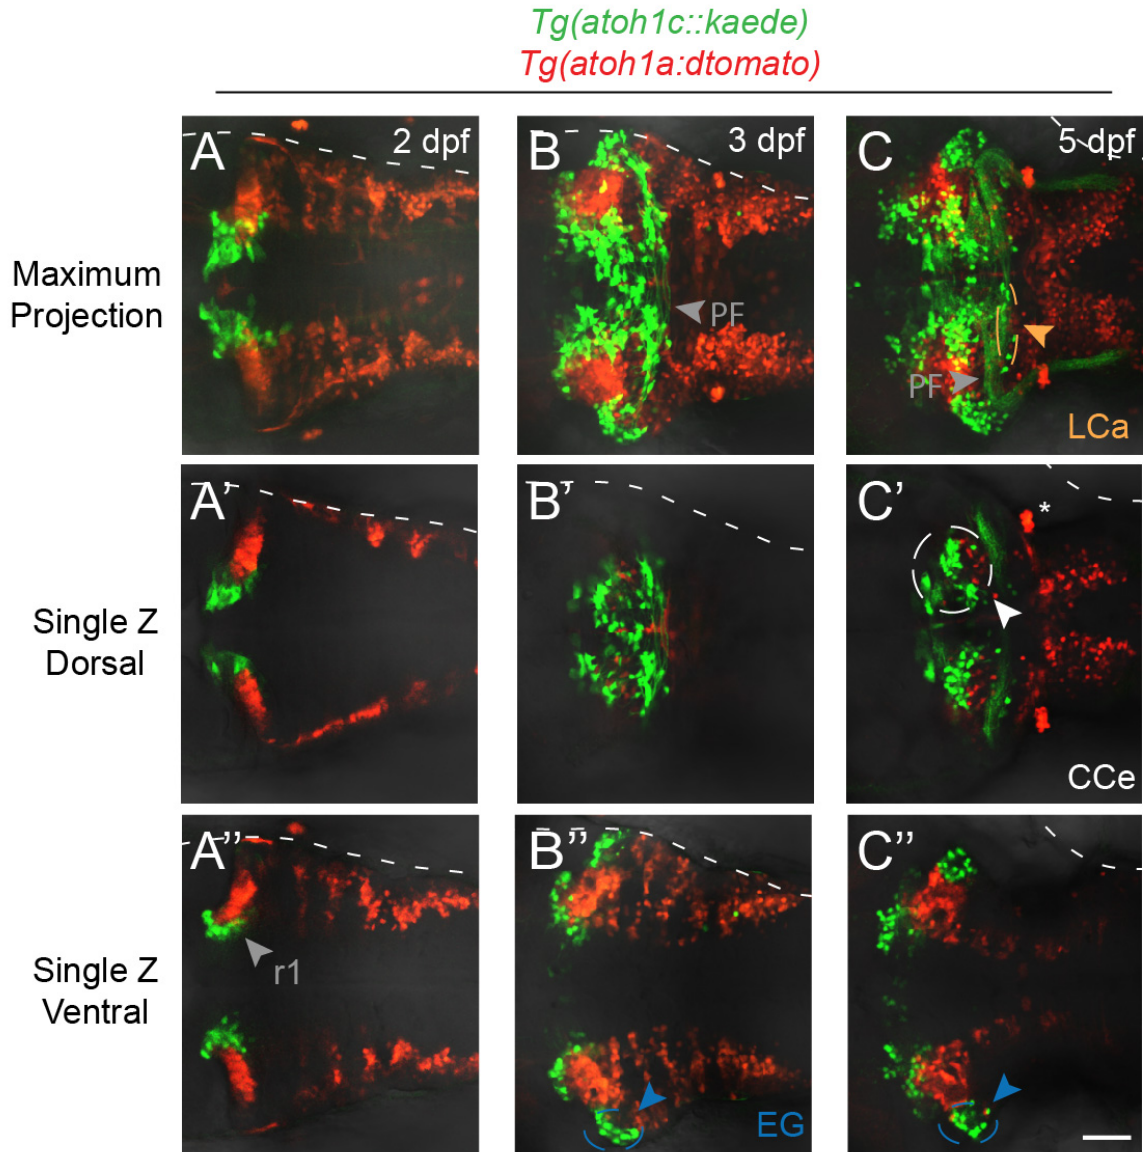 Tg(atoh1c::kaede)
Tg(atoh1a:dtomato)
A 2 dpf
B 3 dpf
C 5 dpf
Maximum
Projection
PF
PF
LCa
A’
B’
C’ *
Single Z
Dorsal
CCe
A’’
B’’
C’’
Single Z
Ventral
r1
EG